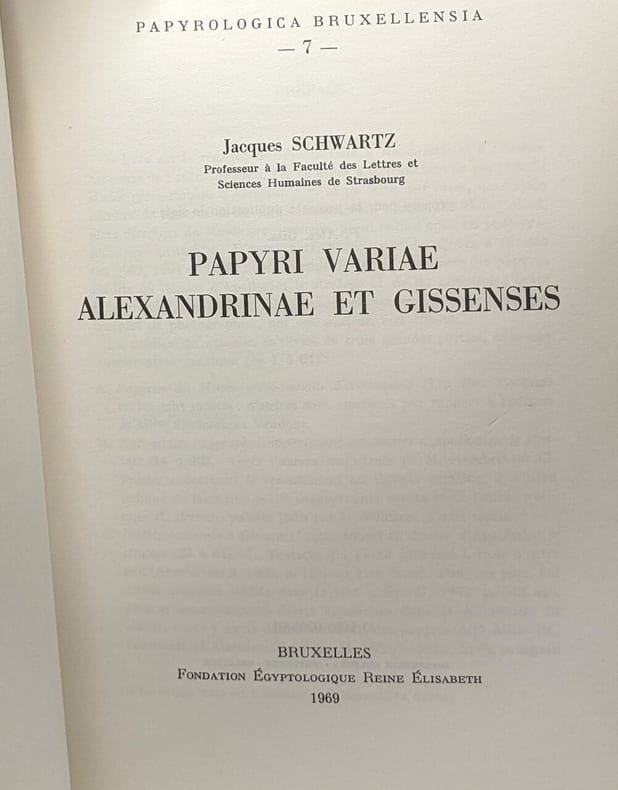 PAPYROLOGICA BRUXELLENSIA
— 7 —
Jacques SCHWARTZ
Professeur à la Faculté des Lettres et
Sciences Humaines de Strasbourg
PAPYRI VARIAE
ALEXANDRINAE ET GISSENSES
BRUXELLES
FONDATION ÉGYPTOLOGIQUE REINE ÉLISABETH
1969